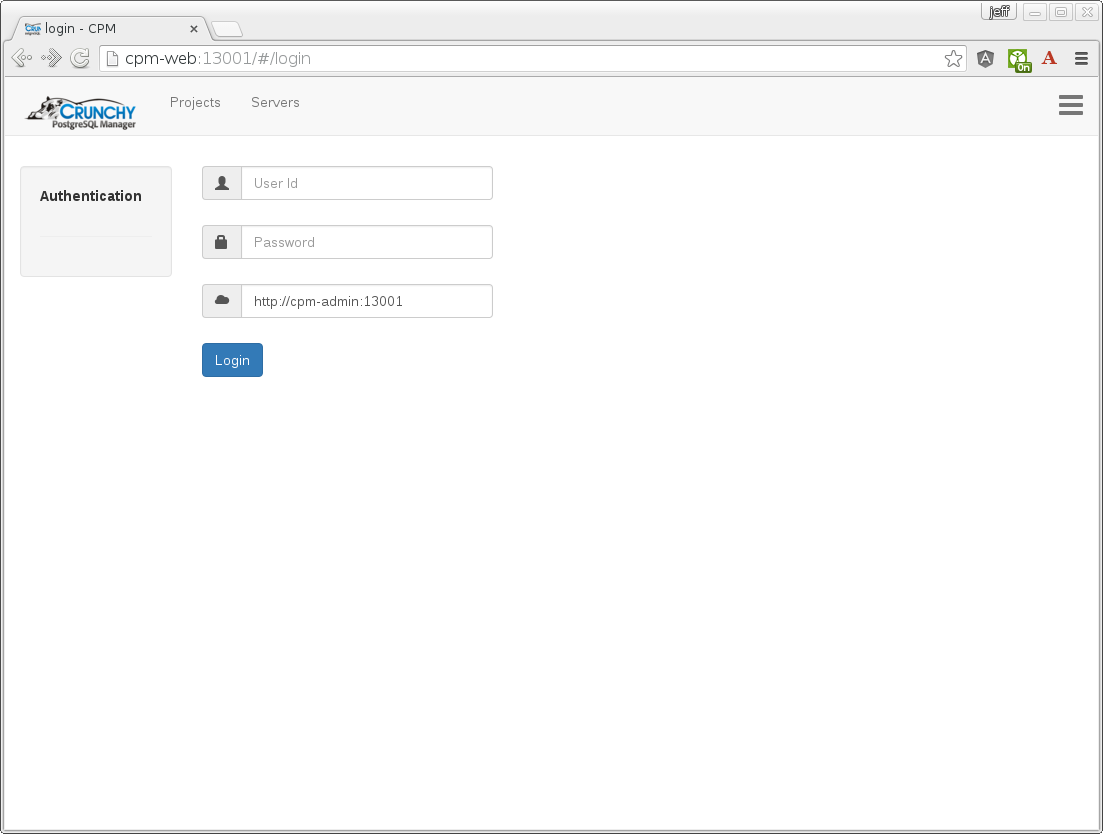 jeff
login - CPM
cpm-web:13001/#/login
On
A
CRUNCHY
PostgreSQL Manager
Projects
Servers
Authentication
User Id
Password
http://cpm-admin:13001
Login